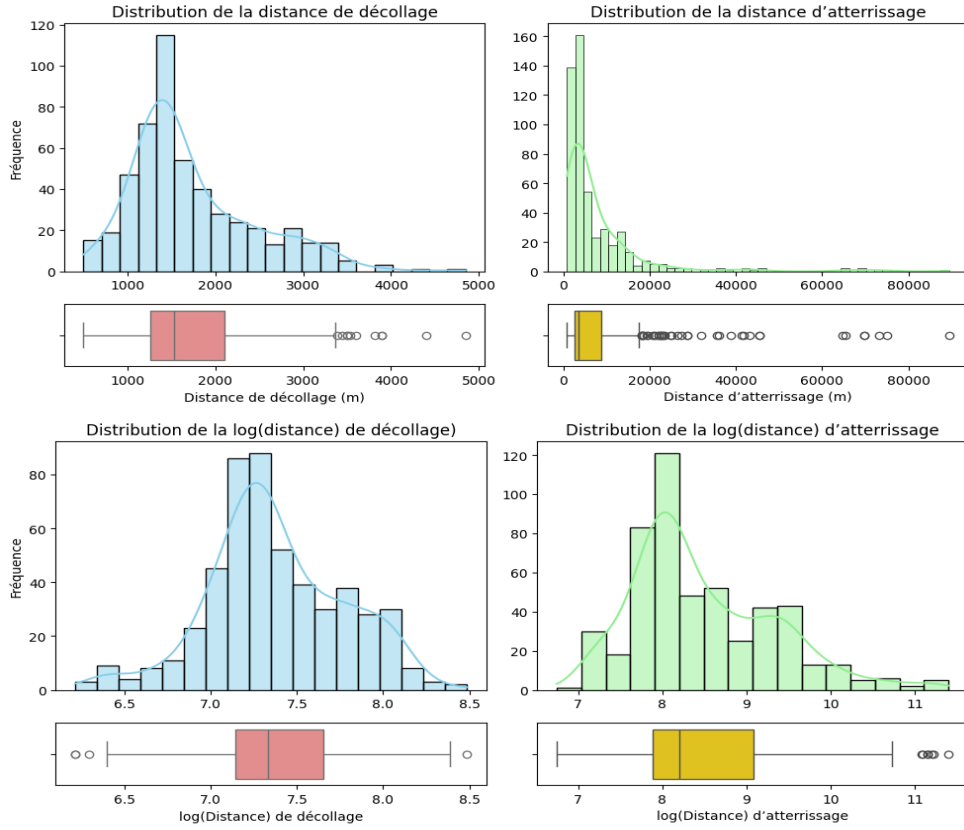 Distribution de la distance de décollage
120
100
80
60
40
20
0
Fréquence
1000 2000 3000 4000 5000
1000 2000 3000 4000 5000
Distance de décollage (m)
Distribution de la distance d’atterrissage
160
140
120
100
80
60
40
20
0
0 20000 40000 60000 80000
0 20000 40000 60000 80000
Distance d’atterrissage (m)
Distribution de la log(distance) de décollage)
80
60
40
20
0
Fréquence
6.5 7.0 7.5 8.0 8.5
6.5 7.0 7.5 8.0 8.5
log(Distance) de décollage
Distribution de la log(distance) d’atterrissage
120
100
80
60
40
20
0
7 8 9 10 11
7 8 9 10 11
log(Distance) d’atterrissage